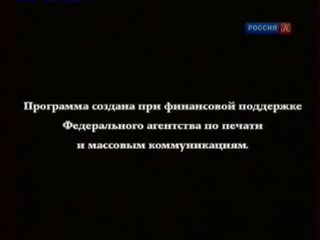 РОССИЯ К
Программа создана при финансовой поддержке
Федерального агентства по печати
и массовым коммуникациям.